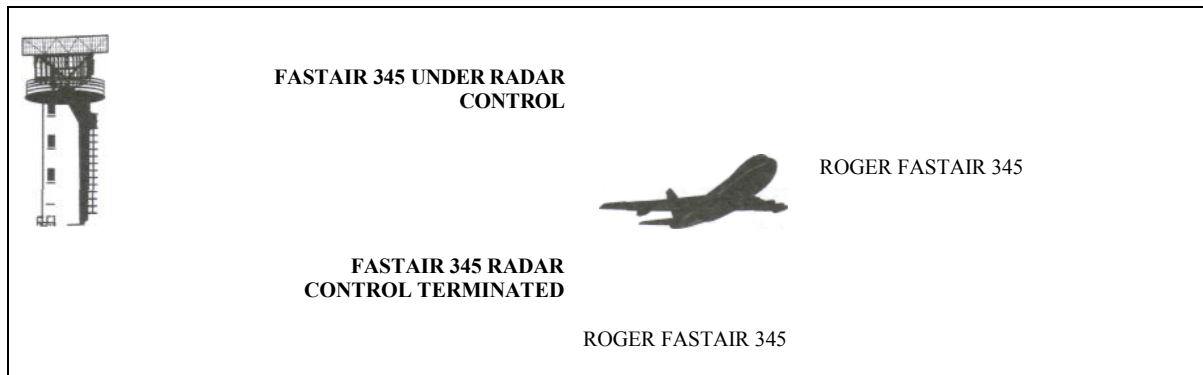 FASTAIR 345 UNDER RADAR
CONTROL
ROGER FASTAIR 345
FASTAIR 345 RADAR
CONTROL TERMINATED
ROGER FASTAIR 345